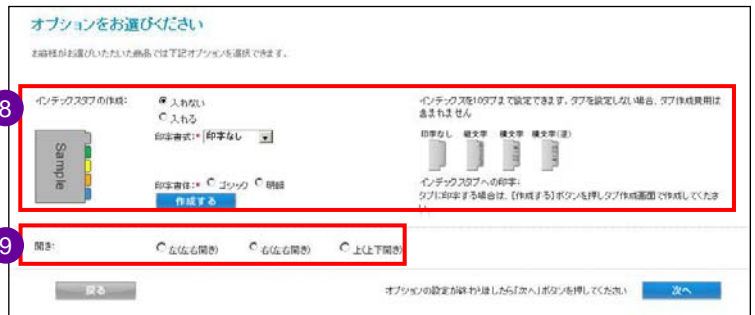 オプションをお選びください
お客様がお選びいただいた商品では下記オプションを選択できます。
8
インデックスタブの作成:
入れない
入れる
印字書式:* 印字なし
Sample
印字書体:* ゴシック 明朝
作成する
インデックスを10タブまで設定できます。タブを設定しない場合、タブ作成費用は
含まれません
印字なし 縦文字 横文字 横文字(逆)
インデックスタブへの印字:
タブに印字する場合は、[作成する]ボタンを押しタブ作成画面で作成してくださ
い
9
開き:
左(左右開き) 右(左右開き) 上(上下開き)
戻る
オプションの設定が終わりましたら「次へ」ボタンを押してください
次へ